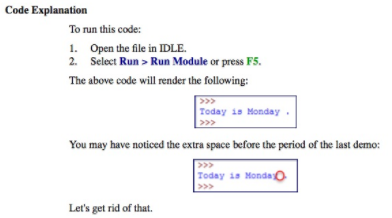 Code Explanation
To run this code:
1. Open the file in IDLE.
2. Select Run > Run Module or press F5.
The above code will render the following:
>>>
Today is Monday .
>>>
You may have noticed the extra space before the period of the last demo:
>>>
Today is Monday .
>>>
Let's get rid of that.